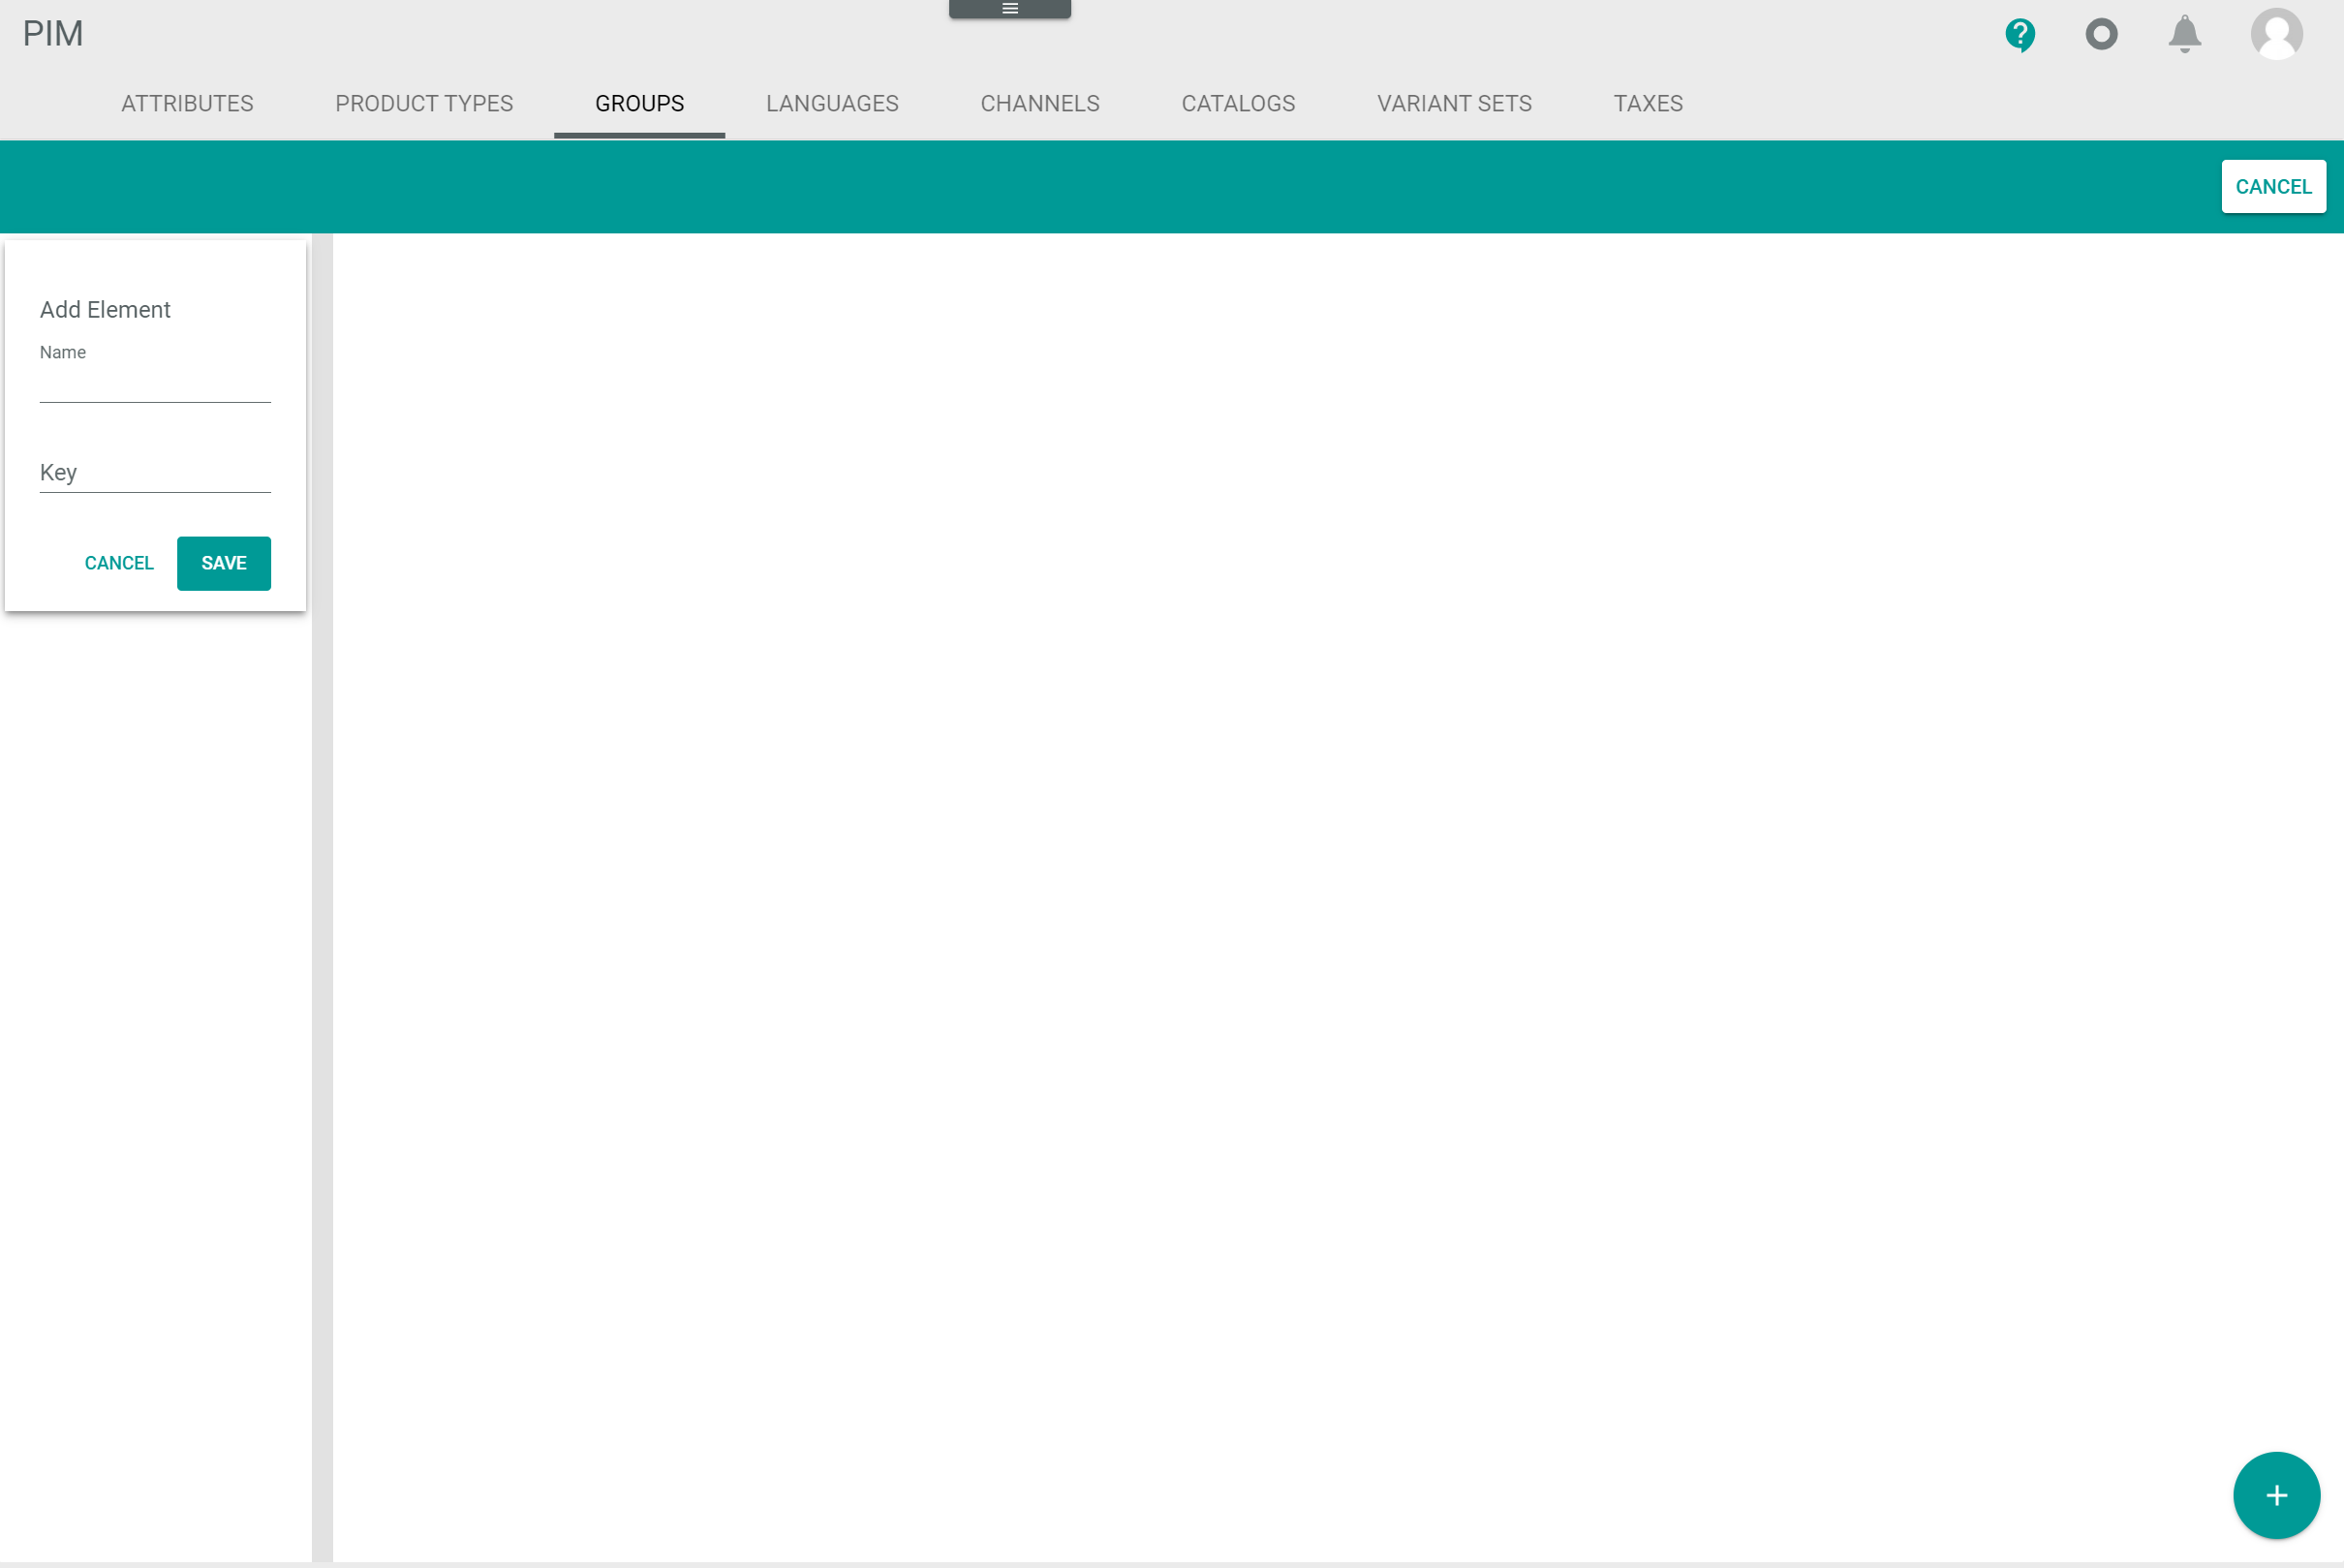 PIM
ATTRIBUTES PRODUCT TYPES GROUPS LANGUAGES CHANNELS CATALOGS VARIANT SETS TAXES
CANCEL
Add Element
Name
Key
CANCEL SAVE